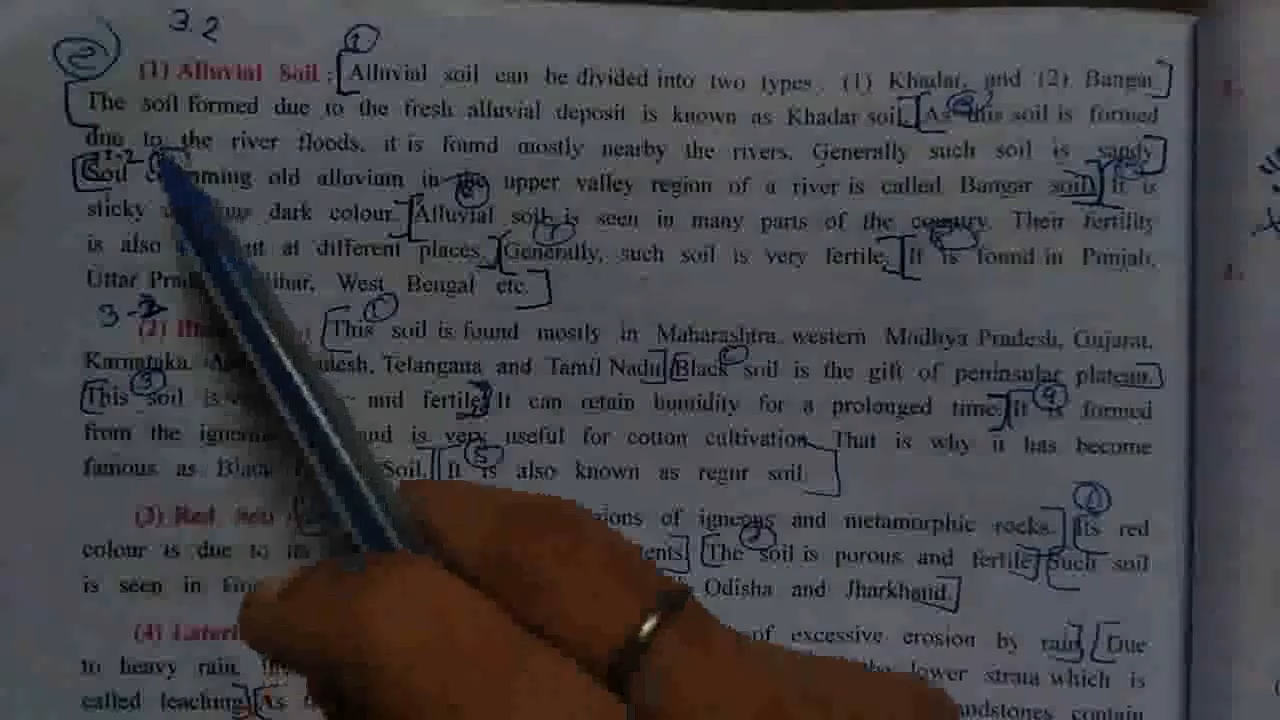 3.2
2 1
(1) Alluvial Soil : Alluvial soil can be divided into two types. (1) Khadar, and (2) Bangar
The soil formed due to the fresh alluvial deposit is known as Khadar soil. As this soil is formed
due to the river floods, it is found mostly nearby the rivers. Generally such soil is sandy
Soil old alluvium in the upper valley region of a river is called Bangar soil. It is
sticky dark colour. Alluvial soil is seen in many parts of the country. Their fertility
is also at different places. Generally, such soil is very fertile. It is found in Punjab,
Uttar Bihar, West Bengal etc.
(2) This soil is found mostly in Maharashtra, western Madhya Pradesh, Gujarat,
Karnataka, Telangana and Tamil Nadu. Black soil is the gift of peninsular plateau.
This soil is and fertile. It can retain humidity for a prolonged time. It is formed
from the igneous and is very useful for cotton cultivation. That is why it has become
famous as Black Soil. It is also known as regur soil.
(3) Red Soil of igneous and metamorphic rocks. Its red
colour is due to The soil is porous and fertile. Such soil
is seen in Odisha and Jharkhand.
(4) of excessive erosion by rain. Due
to heavy rain, the lower strata which is
called leaching. As contain